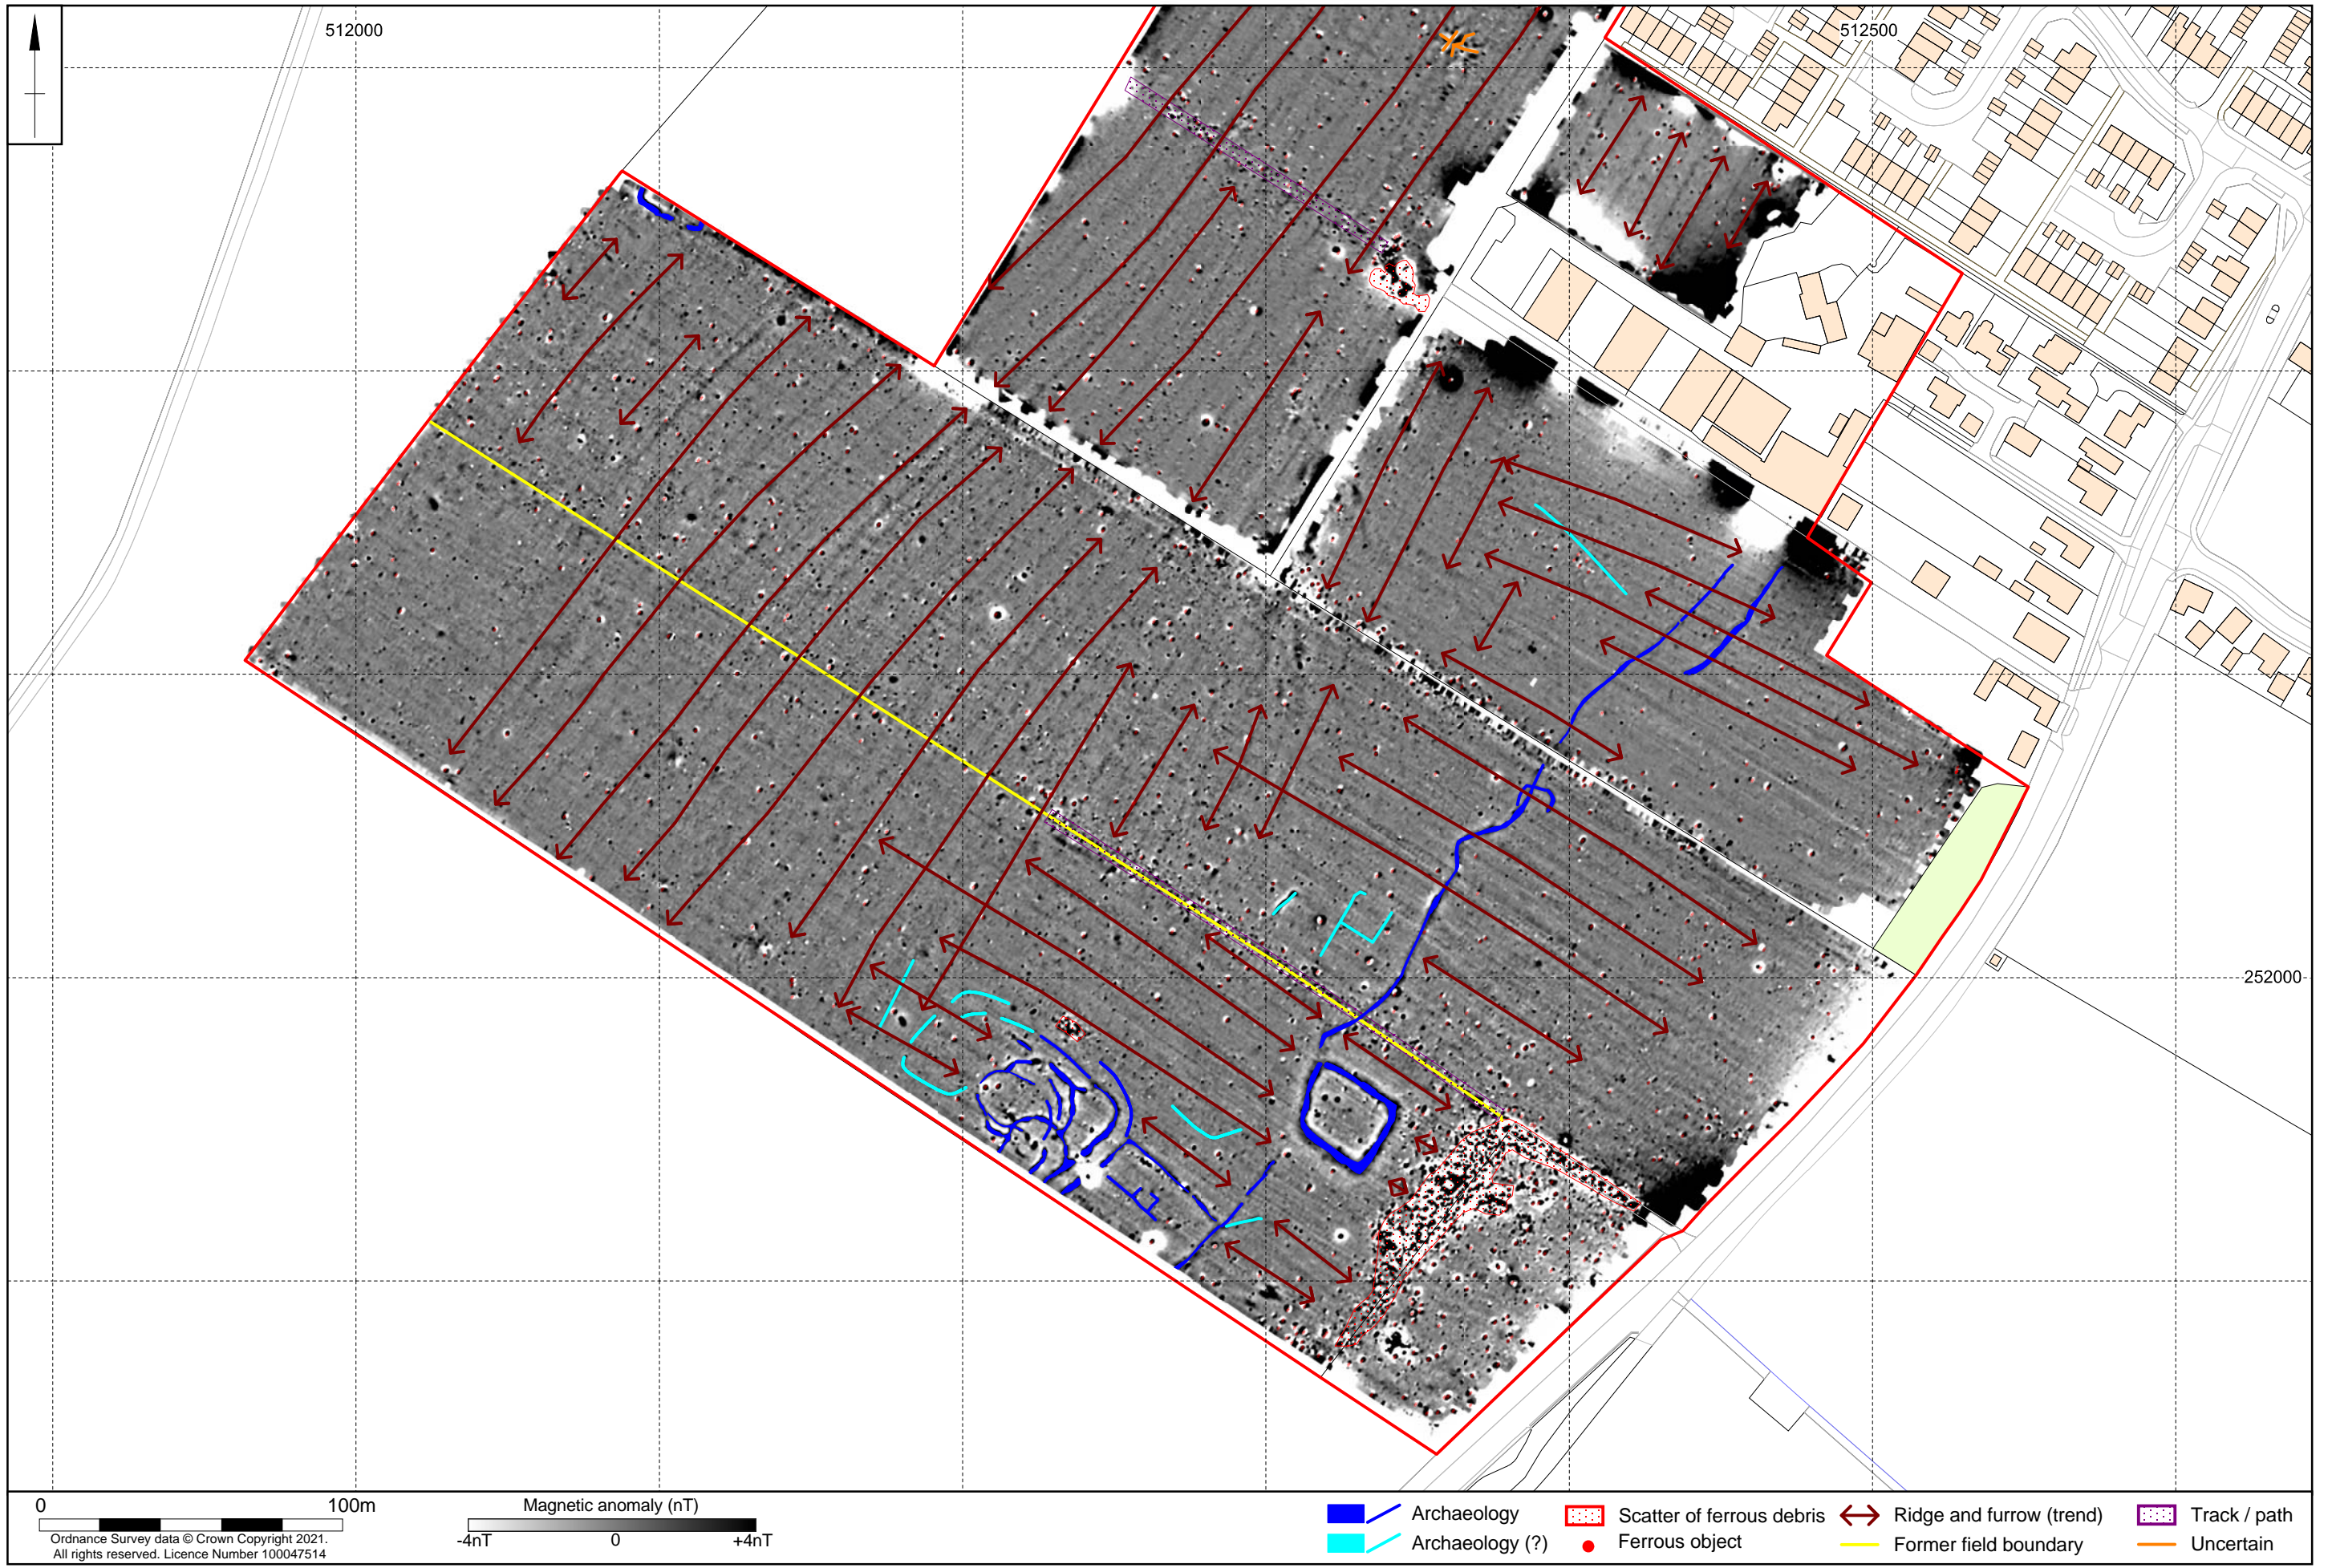 512000
512500
252000
0
100m
Ordnance Survey data © Crown Copyright 2021.
All rights reserved. Licence Number 100047514
Magnetic anomaly (nT)
-4nT
0
+4nT
Archaeology
Archaeology (?)
Scatter of ferrous debris
Ferrous object
Ridge and furrow (trend)
Former field boundary
Track / path
Uncertain